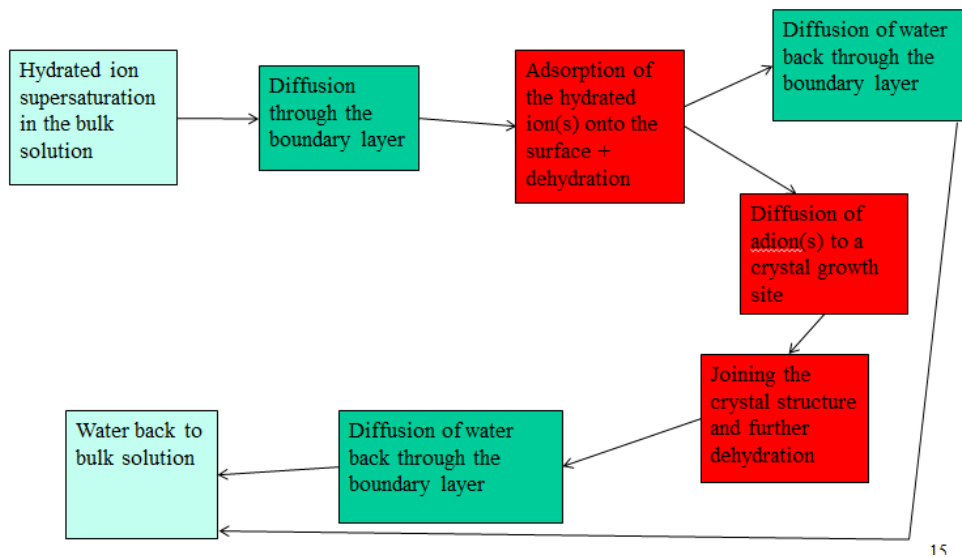 Hydrated ion
supersaturation
in the bulk
solution
Diffusion
through the
boundary layer
Adsorption of
the hydrated
ion(s) onto the
surface +
dehydration
Diffusion of water
back through the
boundary layer
Diffusion of
adion(s) to a
crystal growth
site
Joining the
crystal structure
and further
dehydration
Diffusion of water
back through the
boundary layer
Water back to
bulk solution
15